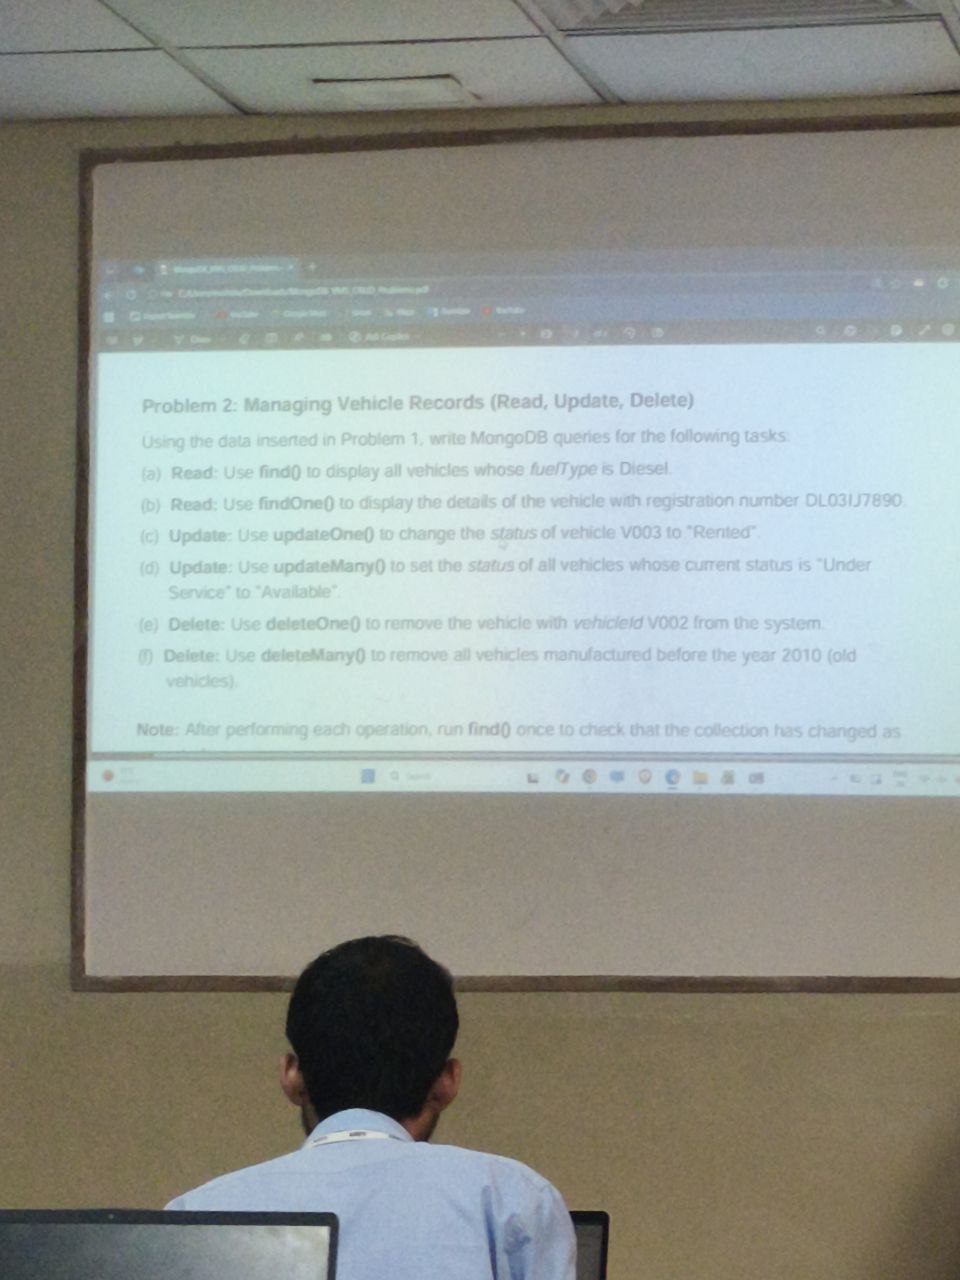 Problem 2: Managing Vehicle Records (Read, Update, Delete)
Using the data inserted in Problem 1, write MongoDB queries for the following tasks:
(a) Read: Use find() to display all vehicles whose fuelType is Diesel.
(b) Read: Use findOne() to display the details of the vehicle with registration number DL03IJ7890.
(c) Update: Use updateOne() to change the status of vehicle V003 to "Rented".
(d) Update: Use updateMany() to set the status of all vehicles whose current status is "Under
Service" to "Available".
(e) Delete: Use deleteOne() to remove the vehicle with vehicleId V002 from the system.
(f) Delete: Use deleteMany() to remove all vehicles manufactured before the year 2010 (old
vehicles).
Note: After performing each operation, run find() once to check that the collection has changed as
Search